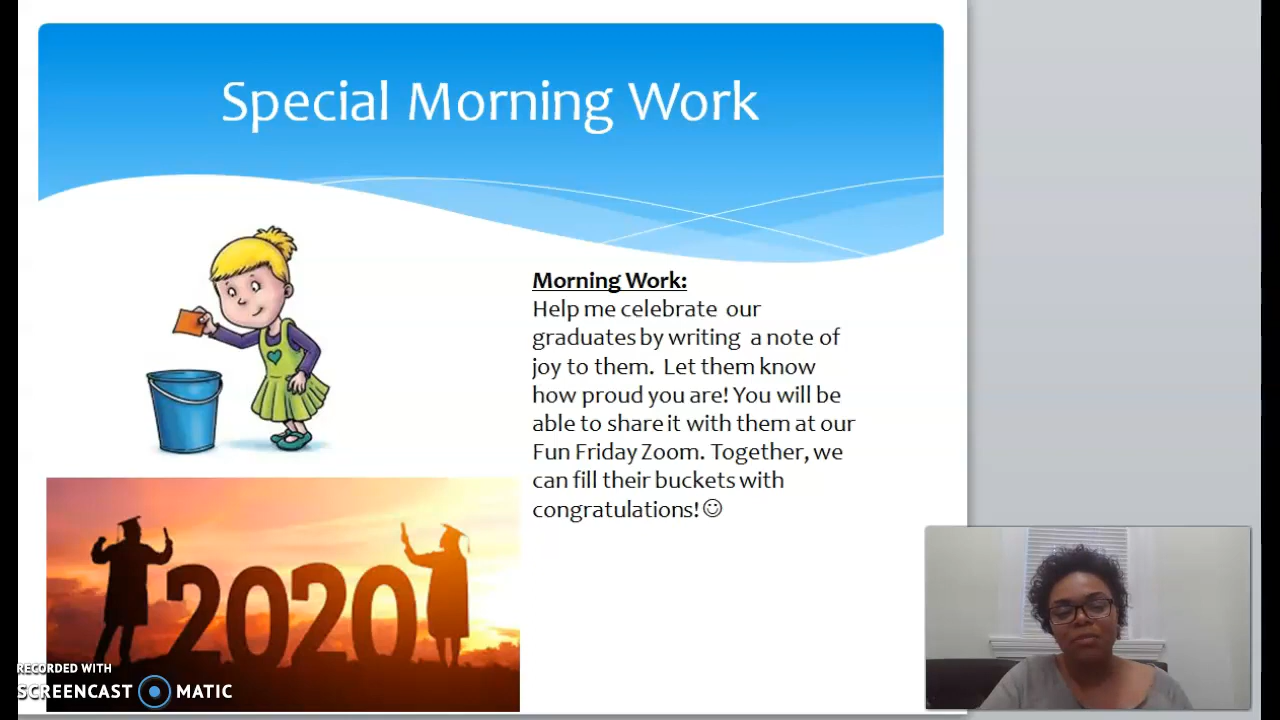 Special Morning Work
Morning Work:
Help me celebrate our
graduates by writing a note of
joy to them. Let them know
how proud you are! You will be
able to share it with them at our
Fun Friday Zoom. Together, we
can fill their buckets with
congratulations!☺
2020
RECORDED WITH
SCREENCAST MATIC